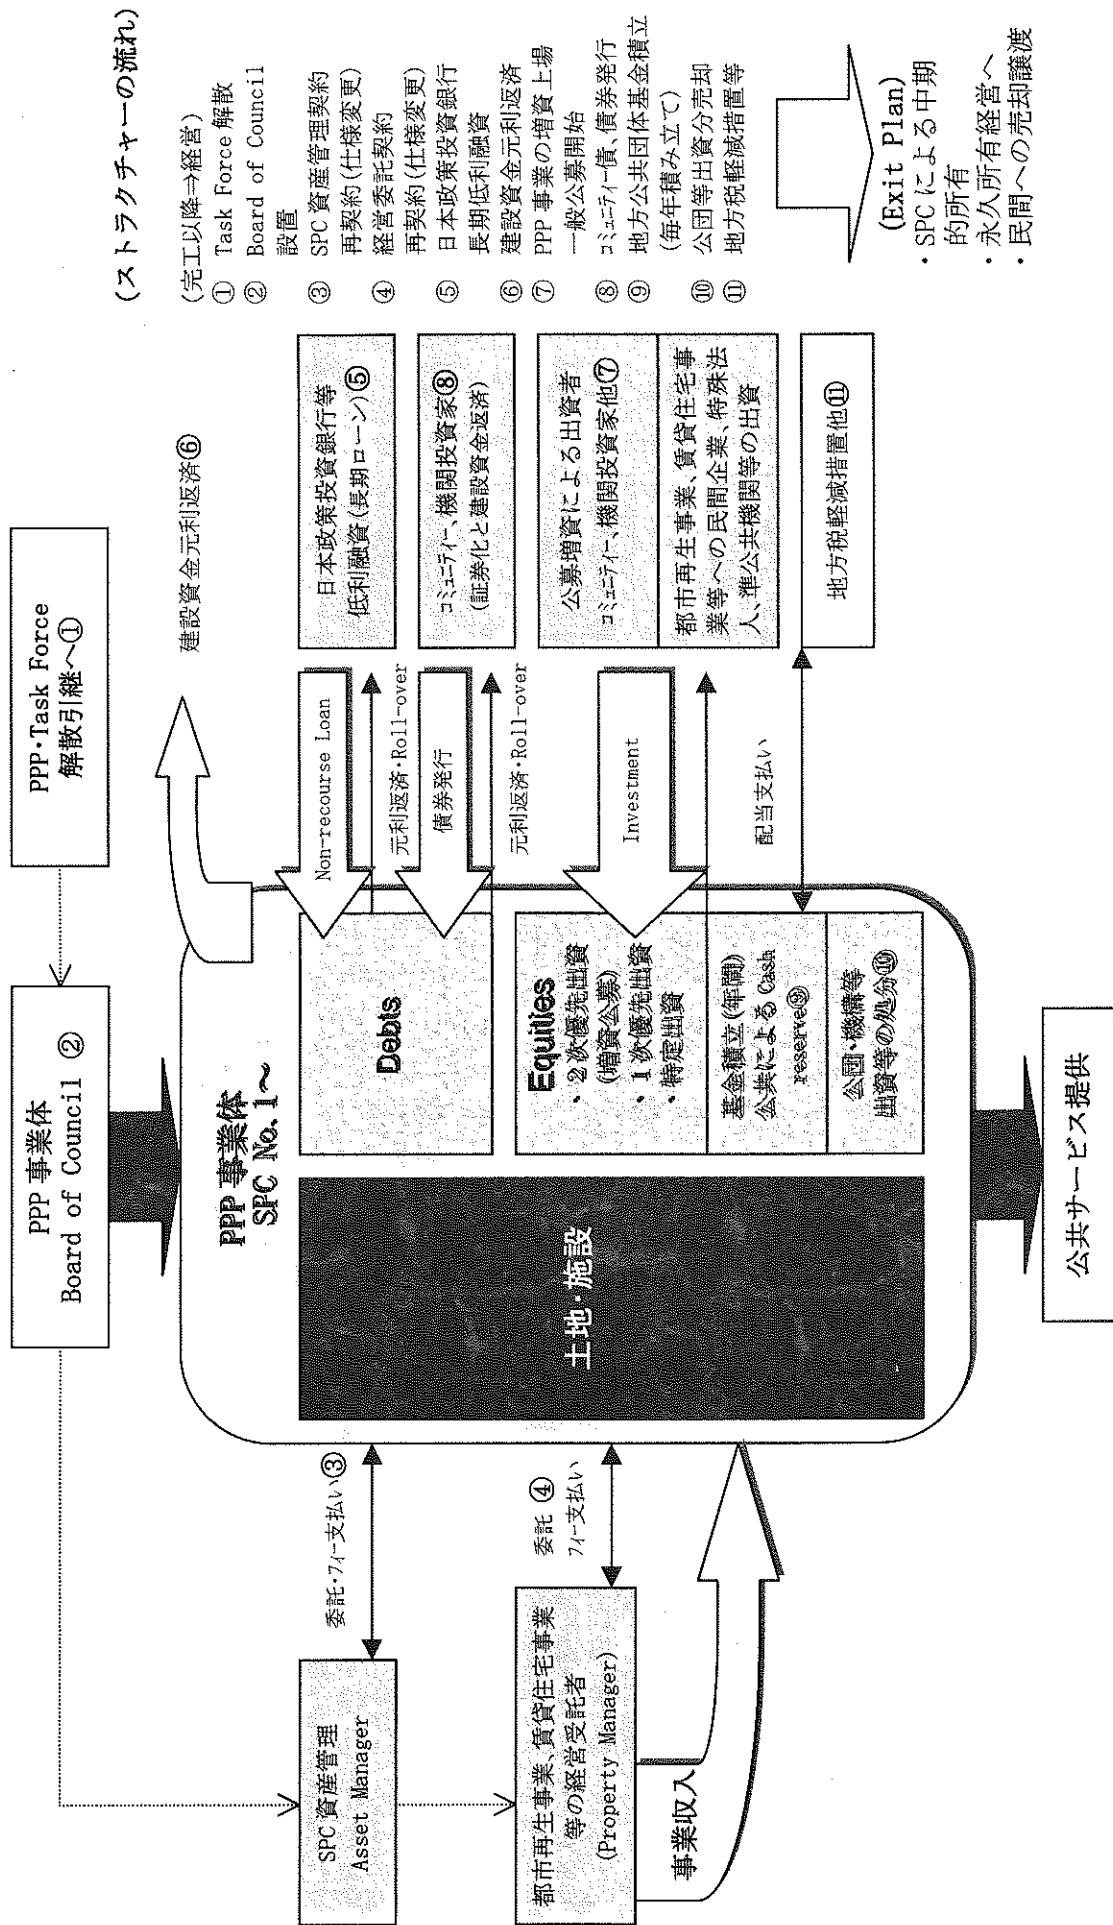 PPP・Task Force
解散引継へ①
PPP 事業体
Board of Council ②
建設資金元利返済⑥
PPP 事業体
SPC No.1～
土地・施設
Debts
Equities
・２次優先出資
(増資公募)
・１次優先出資
・特定出資
基金積立(年間)
公共による Cash
reserve⑨
公団・機構等
出資等の処分⑩
SPC 資産管理
Asset Manager
委託・フィー支払い③
都市再生事業、賃貸住宅事業
等の経営受託者
(Property Manager)
委託 ④
フィー支払い
事業収入
公共サービス提供
Non-recourse Loan
元利返済・Roll-over
債券発行
元利返済・Roll-over
Investment
配当支払い
日本政策投資銀行等
低利融資(長期ローン)⑤
コミュニティー、機関投資家⑧
(証券化と建設資金返済)
公募増資による出資者
コミュニティー、機関投資家他⑦
都市再生事業、賃貸住宅事
業等への民間企業、特殊法
人、準公共機関等の出資
地方税軽減措置他⑪
(ストラクチャーの流れ)
(完工以降⇒経営)
① Task Force 解散
② Board of Council
設置
③ SPC 資産管理契約
再契約(仕様変更)
④ 経営委託契約
再契約(仕様変更)
⑤ 日本政策投資銀行
長期低利融資
⑥ 建設資金元利返済
⑦ PPP 事業の増資上場
一般公募開始
⑧ コミュニティー債、債券発行
⑨ 地方公共団体基金積立
(毎年積み立て)
⑩ 公団等出資分売却
⑪ 地方税軽減措置等
(Exit Plan)
・SPC による中期
的所有
・永久所有経営へ
・民間への売却譲渡